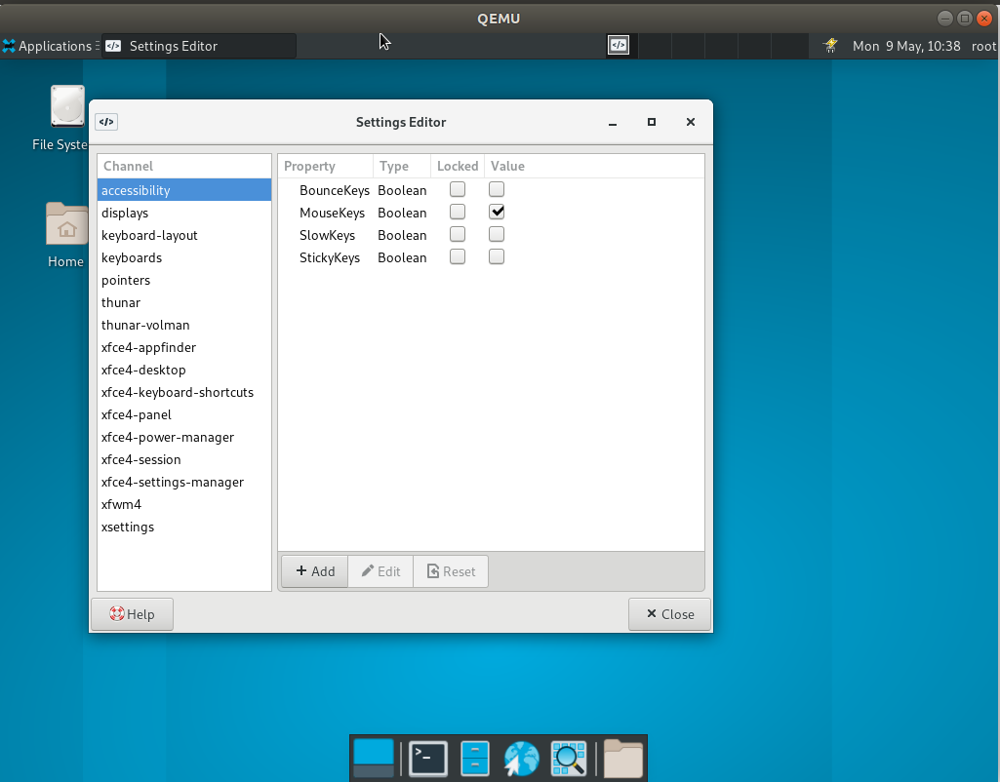 QEMU
Applications
Settings Editor
Mon 9 May, 10:38
root
File Syste
Home
Settings Editor
Channel
accessibility
displays
keyboard-layout
keyboards
pointers
thunar
thunar-volman
xfce4-appfinder
xfce4-desktop
xfce4-keyboard-shortcuts
xfce4-panel
xfce4-power-manager
xfce4-session
xfce4-settings-manager
xfwm4
xsettings
Property Type Locked Value
BounceKeys Boolean
MouseKeys Boolean
SlowKeys Boolean
StickyKeys Boolean
Add
Edit
Reset
Help
Close